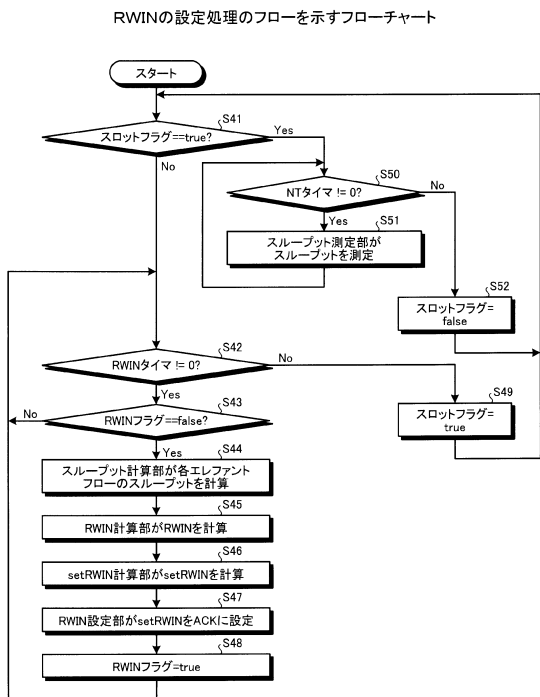 RWINの設定処理のフローを示すフローチャート
スタート
S41
スロットフラグ==true?
Yes
No
S50
NTタイマ != 0?
No
Yes
S51
スループット測定部が
スループットを測定
S52
スロットフラグ=
false
S42
RWINタイマ != 0?
No
Yes
S49
スロットフラグ=
true
S43
RWINフラグ==false?
No
Yes
S44
スループット計算部が各エレファント
フローのスループットを計算
S45
RWIN計算部がRWINを計算
S46
setRWIN計算部がsetRWINを計算
S47
RWIN設定部がsetRWINをACKに設定
S48
RWINフラグ=true